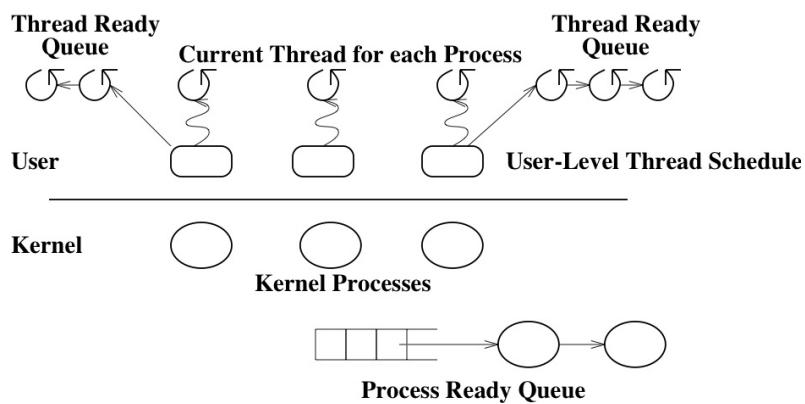 Thread Ready
Queue
Current Thread for each Process
Thread Ready
Queue
User
User-Level Thread Schedule
Kernel
Kernel Processes
Process Ready Queue